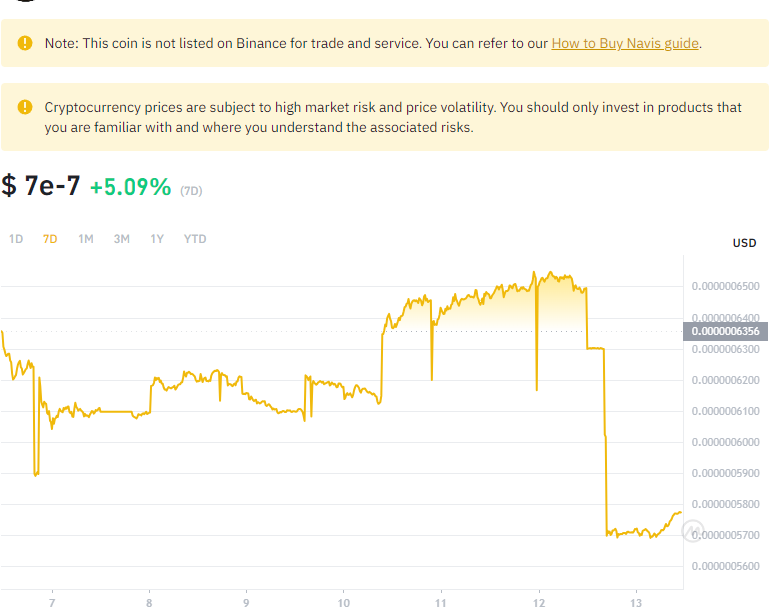 Note: This coin is not listed on Binance for trade and service. You can refer to our How to Buy Navis guide.
Cryptocurrency prices are subject to high market risk and price volatility. You should only invest in products that
you are familiar with and where you understand the associated risks.
$ 7e-7 +5.09% (7D)
1D 7D 1M 3M 1Y YTD
USD
0.0000006500
0.0000006400
0.0000006356
0.0000006300
0.0000006200
0.0000006100
0.0000006000
0.0000005900
0.0000005800
0.0000005700
0.0000005600
7 8 9 10 11 12 13